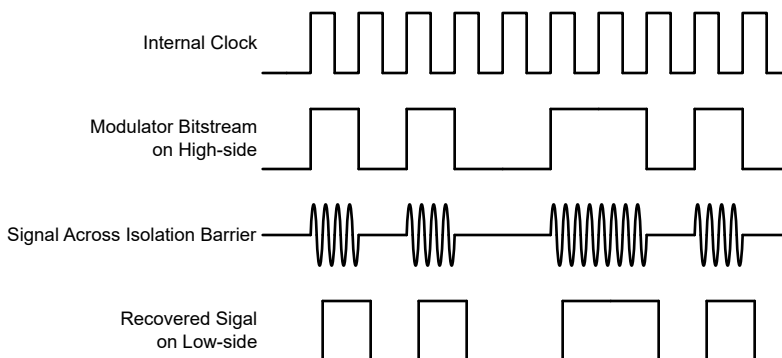 Internal Clock
Modulator Bitstream
on High-side
Signal Across Isolation Barrier
Recovered Sigal
on Low-side